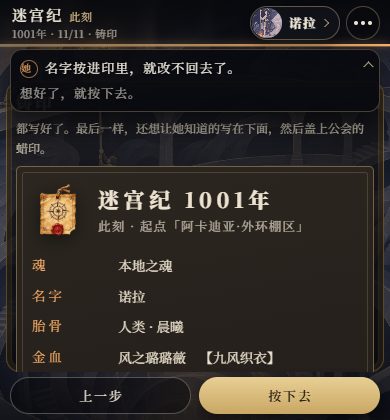 迷宫纪 此刻
1001年 · 11/11 · 铸印
诺拉
她 名字按进印里，就改不回去了。
想好了，就按下去。
都写好了。最后一样，还想让她知道的写在下面，然后盖上公会的
蜡印。
迷宫纪 1001年
此刻 · 起点「阿卡迪亚·外环棚区」
魂 本地之魂
名字 诺拉
胎骨 人类 · 晨曦
金血 风之璐璐薇 【九风织衣】
上一步
按下去